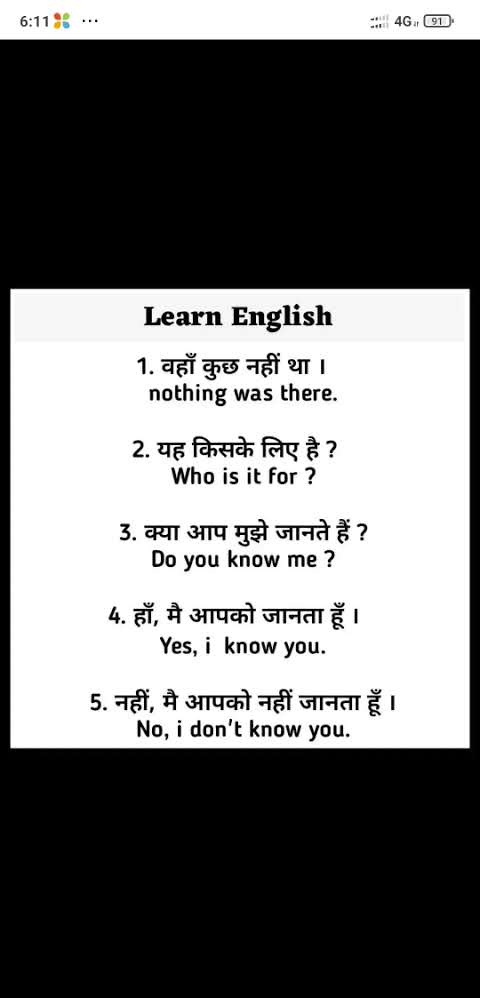 6:11 ... 4G 91
Learn English
1. वहाँ कुछ नहीं था ।
nothing was there.
2. यह किसके लिए है ?
Who is it for ?
3. क्या आप मुझे जानते हैं ?
Do you know me ?
4. हाँ, मै आपको जानता हूँ ।
Yes, i know you.
5. नहीं, मै आपको नहीं जानता हूँ ।
No, i don't know you.